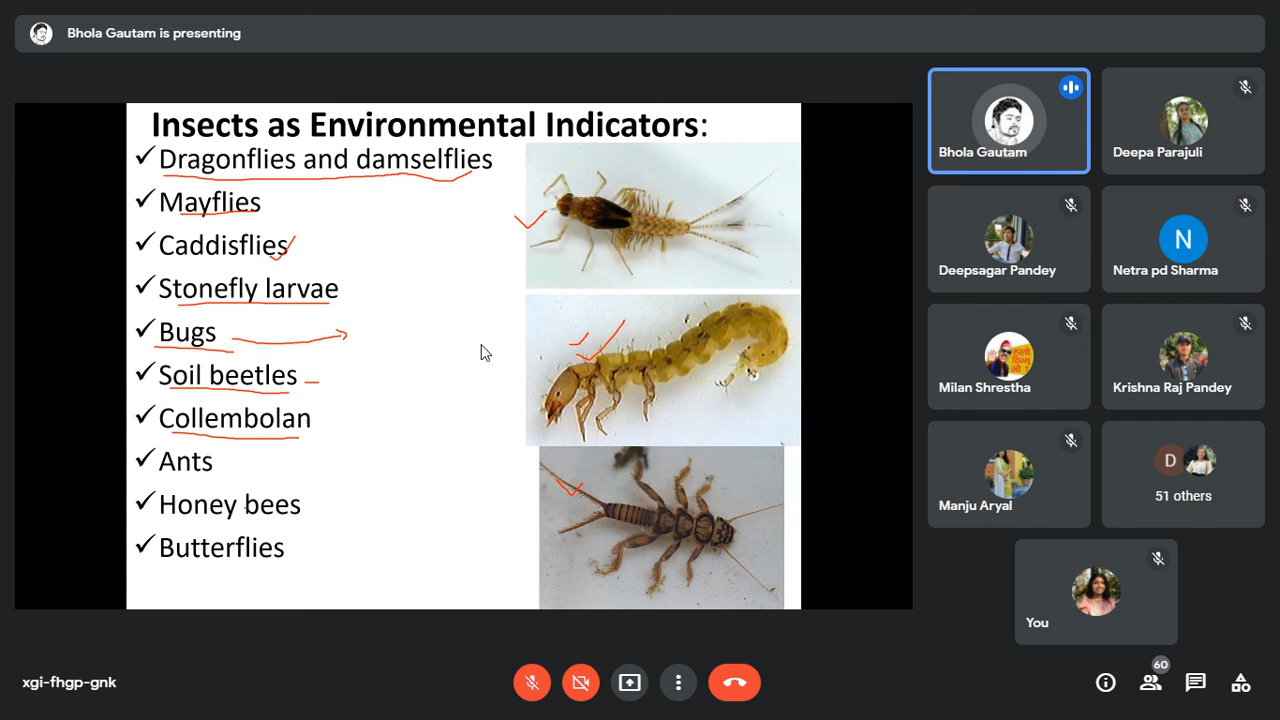 Bhola Gautam is presenting
Insects as Environmental Indicators:
✓ Dragonflies and damselflies
✓ Mayflies
✓ Caddisflies
✓ Stonefly larvae
✓ Bugs
✓ Soil beetles
✓ Collembolan
✓ Ants
✓ Honey bees
✓ Butterflies
Bhola Gautam
Deepa Parajuli
Deepsagar Pandey
N
Netra pd Sharma
Milan Shrestha
Krishna Raj Pandey
Manju Aryal
D
51 others
You
xgi-fhgp-gnk
60